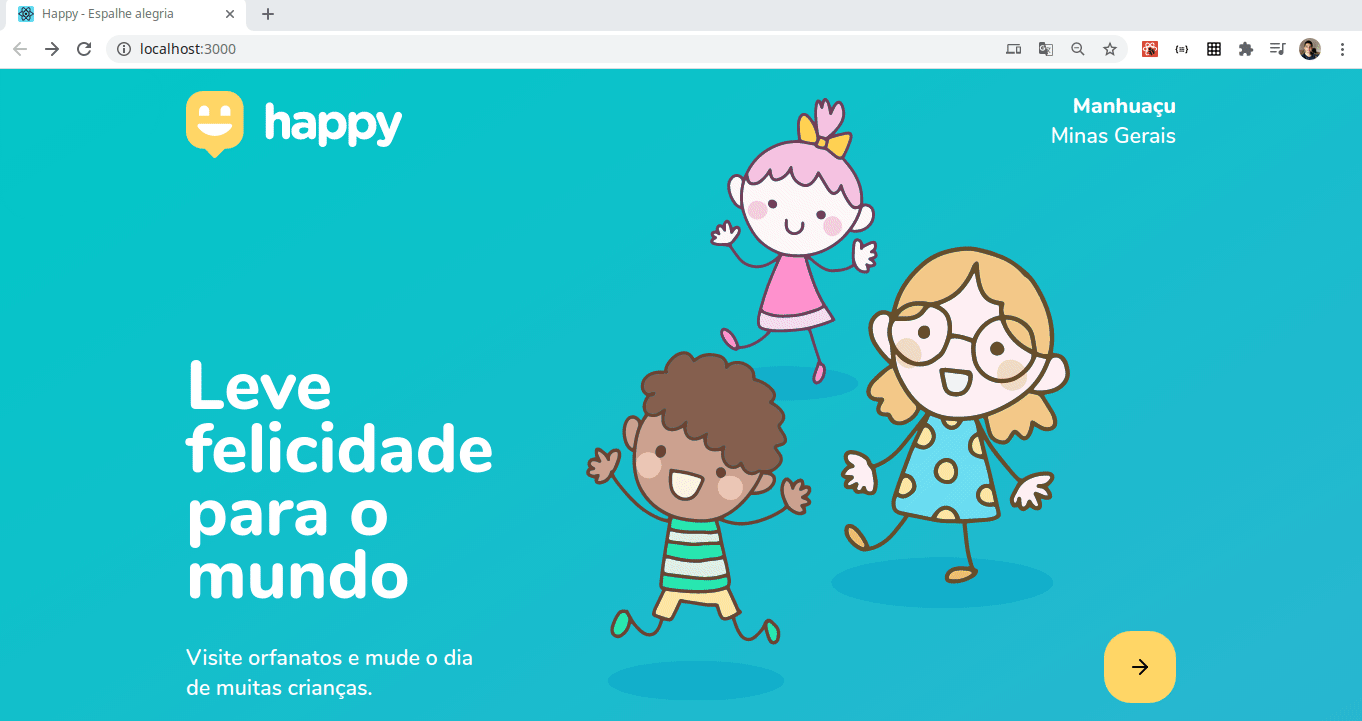 Happy - Espalhe alegria
localhost:3000
happy
Manhuaçu
Minas Gerais
Leve
felicidade
para o
mundo
Visite orfanatos e mude o dia
de muitas crianças.